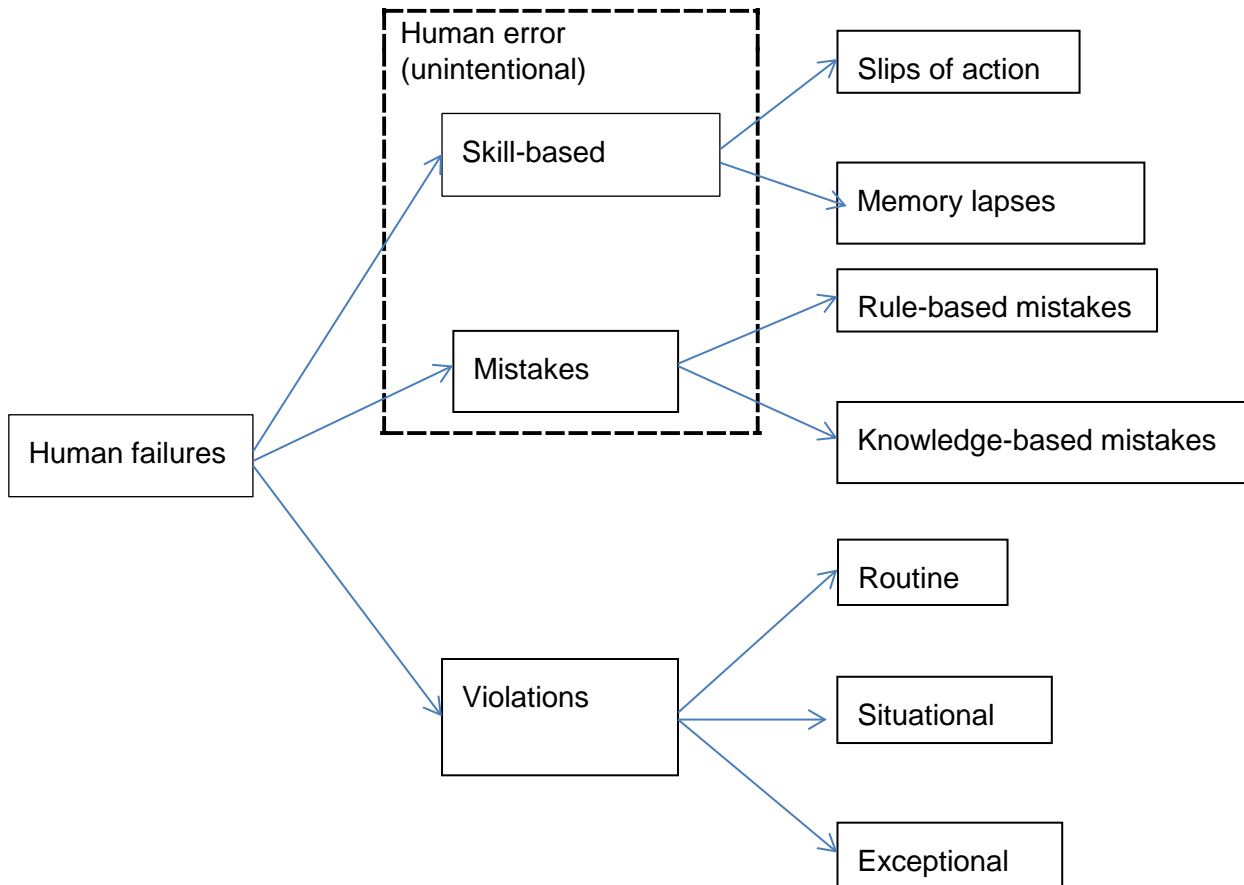 Human error
(unintentional)
Slips of action
Skill-based
Memory lapses
Rule-based mistakes
Mistakes
Human failures
Knowledge-based mistakes
Routine
Violations
Situational
Exceptional